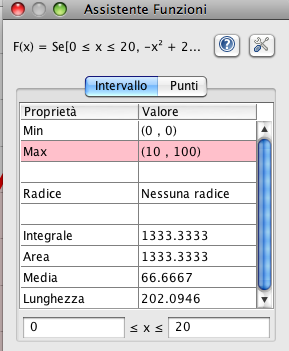 Assistente Funzioni
F(x) = Se[0 ≤ x ≤ 20, -x² + 2...
Intervallo Punti
Proprietà Valore
Min (0 , 0)
Max (10 , 100)
Radice Nessuna radice
Integrale 1333.3333
Area 1333.3333
Media 66.6667
Lunghezza 202.0946
0 ≤ x ≤ 20